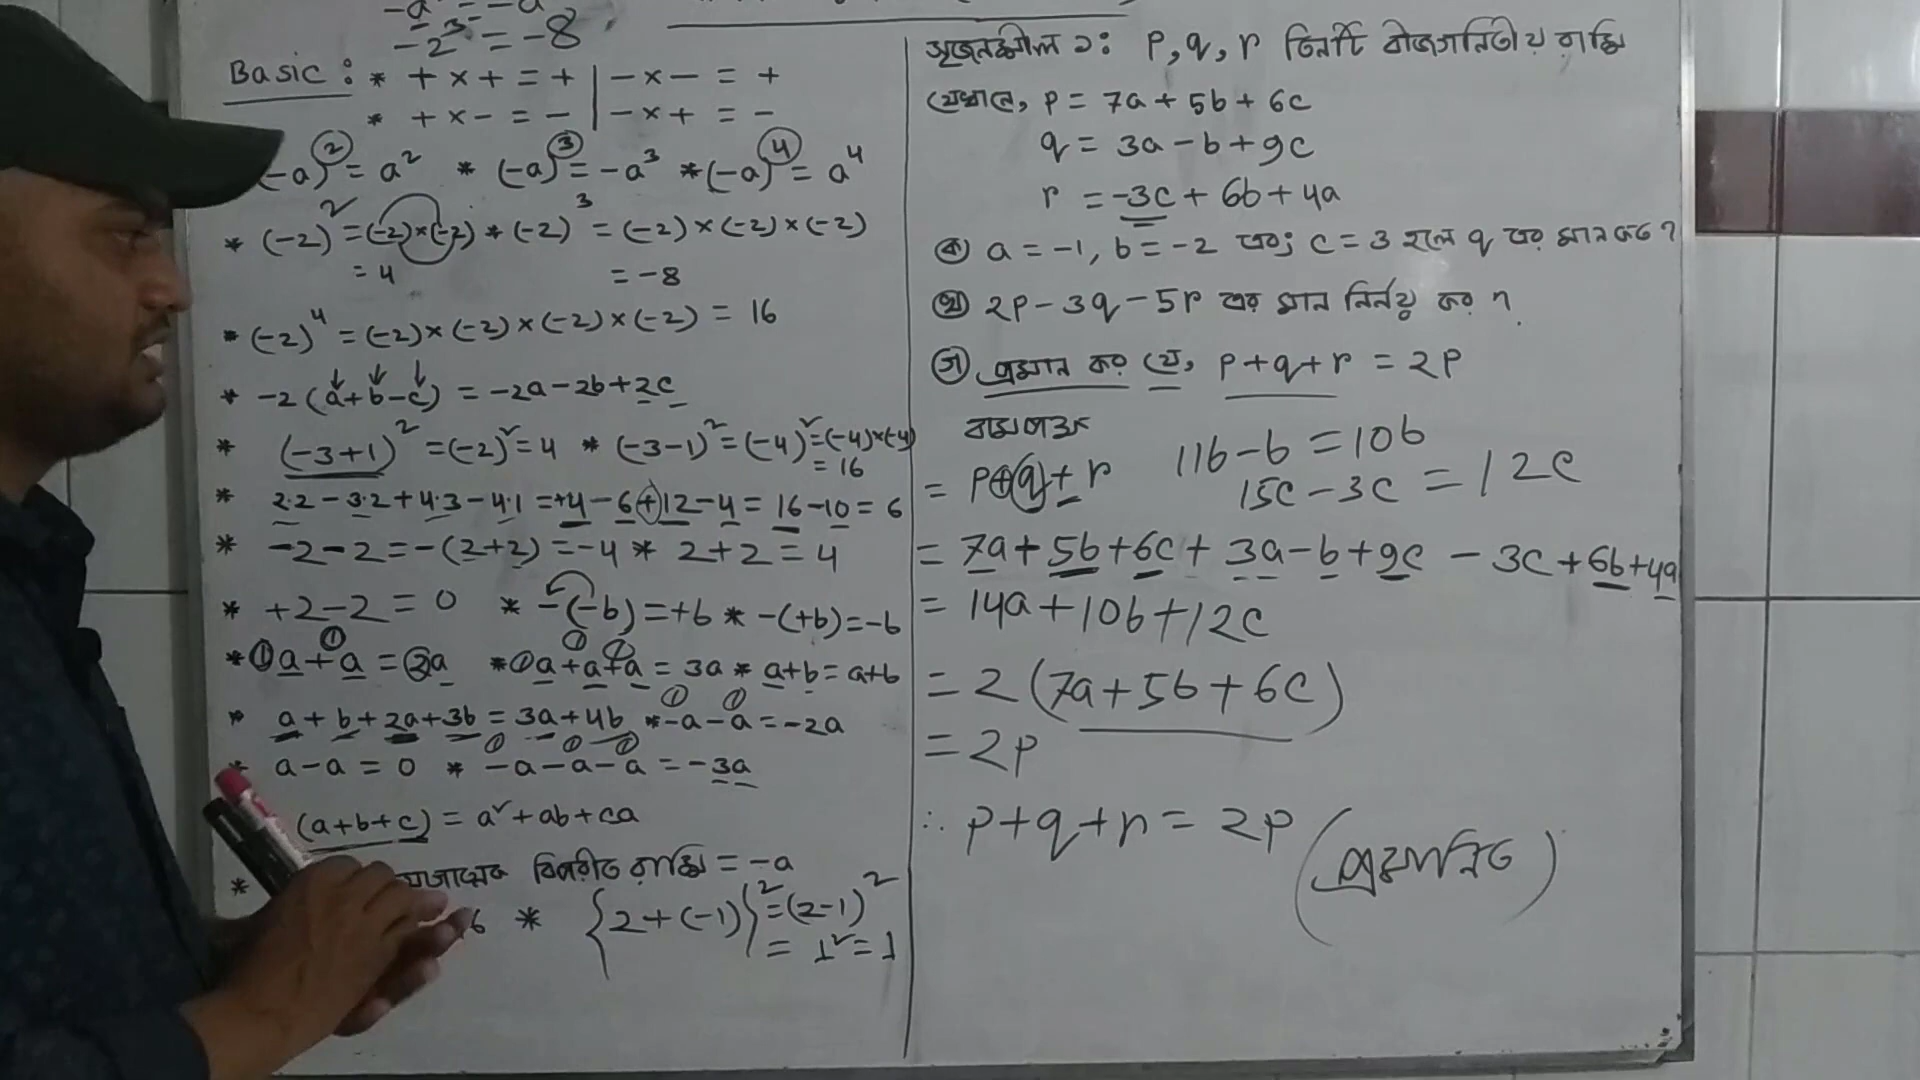 -2³ = -8
Basic : * + × + = + | - × - = +
* + × - = - | - × + = -
(-a)² = a² * (-a)³ = -a³ * (-a)⁴ = a⁴
* (-2)² = (-2)×(-2) * (-2)³ = (-2)×(-2)×(-2)
= 4 = -8
* (-2)⁴ = (-2)×(-2)×(-2)×(-2) = 16
* -2(a+b-c) = -2a-2b+2c
* (-3+1)² = (-2)² = 4 * (-3-1)² = (-4)² = (-4)×(-4)
= 16
* 2·2 - 3·2 + 4·3 - 4·1 = +4 - 6 + 12 - 4 = 16 - 10 = 6
* -2-2 = -(2+2) = -4 * 2+2 = 4
* +2-2 = 0 * -(-b) = +b * -(+b) = -b
* a+a = 2a * a+a+a = 3a * a+b = a+b
* a+b+2a+3b = 3a+4b * -a-a = -2a
* a-a = 0 * -a-a-a = -3a
(a+b+c) = a²+ab+ca
* যোগাত্মক বিপরীত রাশি = -a
* {2+(-1)}² = (2-1)²
= 1² = 1
সৃজনশীল ১: p, q, r তিনটি বীজগনিতীয় রাশি
যেখানে, p = 7a + 5b + 6c
q = 3a - b + 9c
r = -3c + 6b + 4a
ক) a = -1, b = -2 এবং c = 3 হলে q এর মান কত?
খ) 2p - 3q - 5r এর মান নির্নয় কর ?
গ) প্রমান কর যে, p+q+r = 2p
বামপক্ষ
= p+q+r
11b - b = 10b
15c - 3c = 12c
= 7a + 5b + 6c + 3a - b + 9c - 3c + 6b + 4a
= 14a + 10b + 12c
= 2(7a + 5b + 6c)
= 2p
∴ p+q+r = 2p (প্রমানিত)